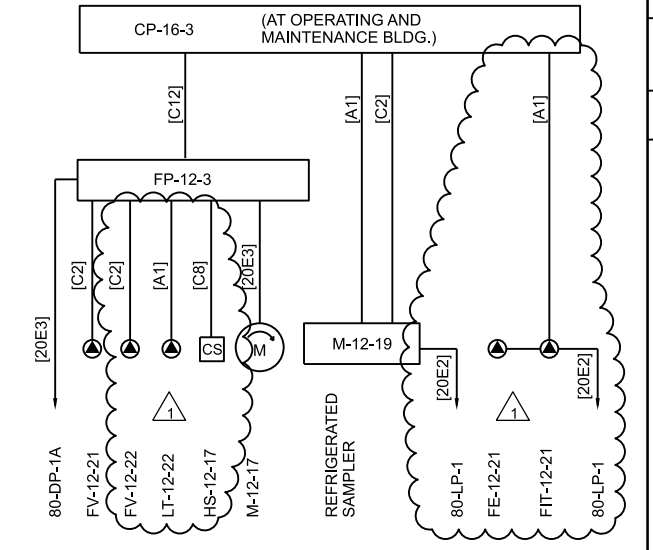 CP-16-3
(AT OPERATING AND
MAINTENANCE BLDG.)
[C12]
[A1]
[C2]
[A1]
FP-12-3
[20E3]
[C2]
[C2]
[A1]
[C8]
[20E3]
CS
M
M-12-19
[20E2]
[20E2]
1
1
80-DP-1A
FV-12-21
FV-12-22
LT-12-22
HS-12-17
M-12-17
REFRIGERATED
SAMPLER
80-LP-1
FE-12-21
FIT-12-21
80-LP-1